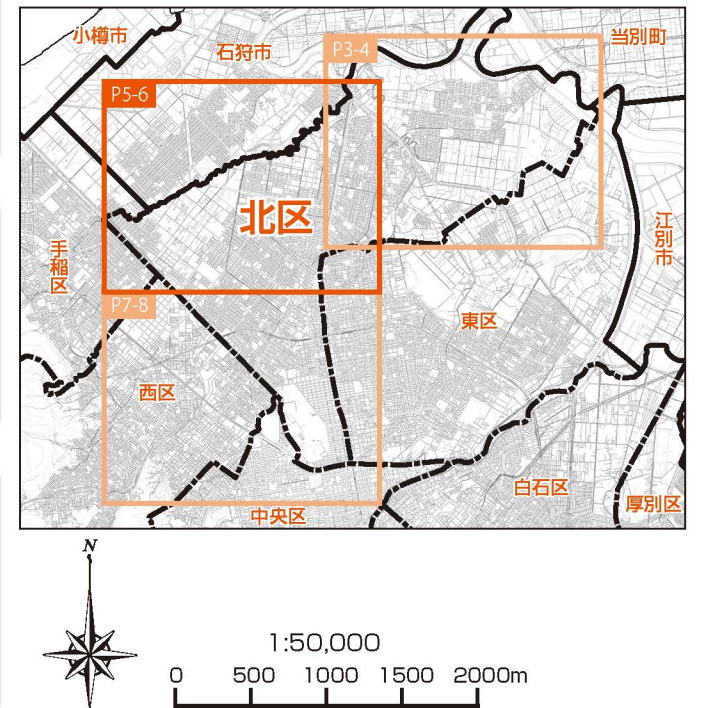 小樽市
石狩市
P3-4
当別町
P5-6
北区
手稲区
江別市
P7-8
東区
西区
白石区
厚別区
中央区
N
1:50,000
0 500 1000 1500 2000m